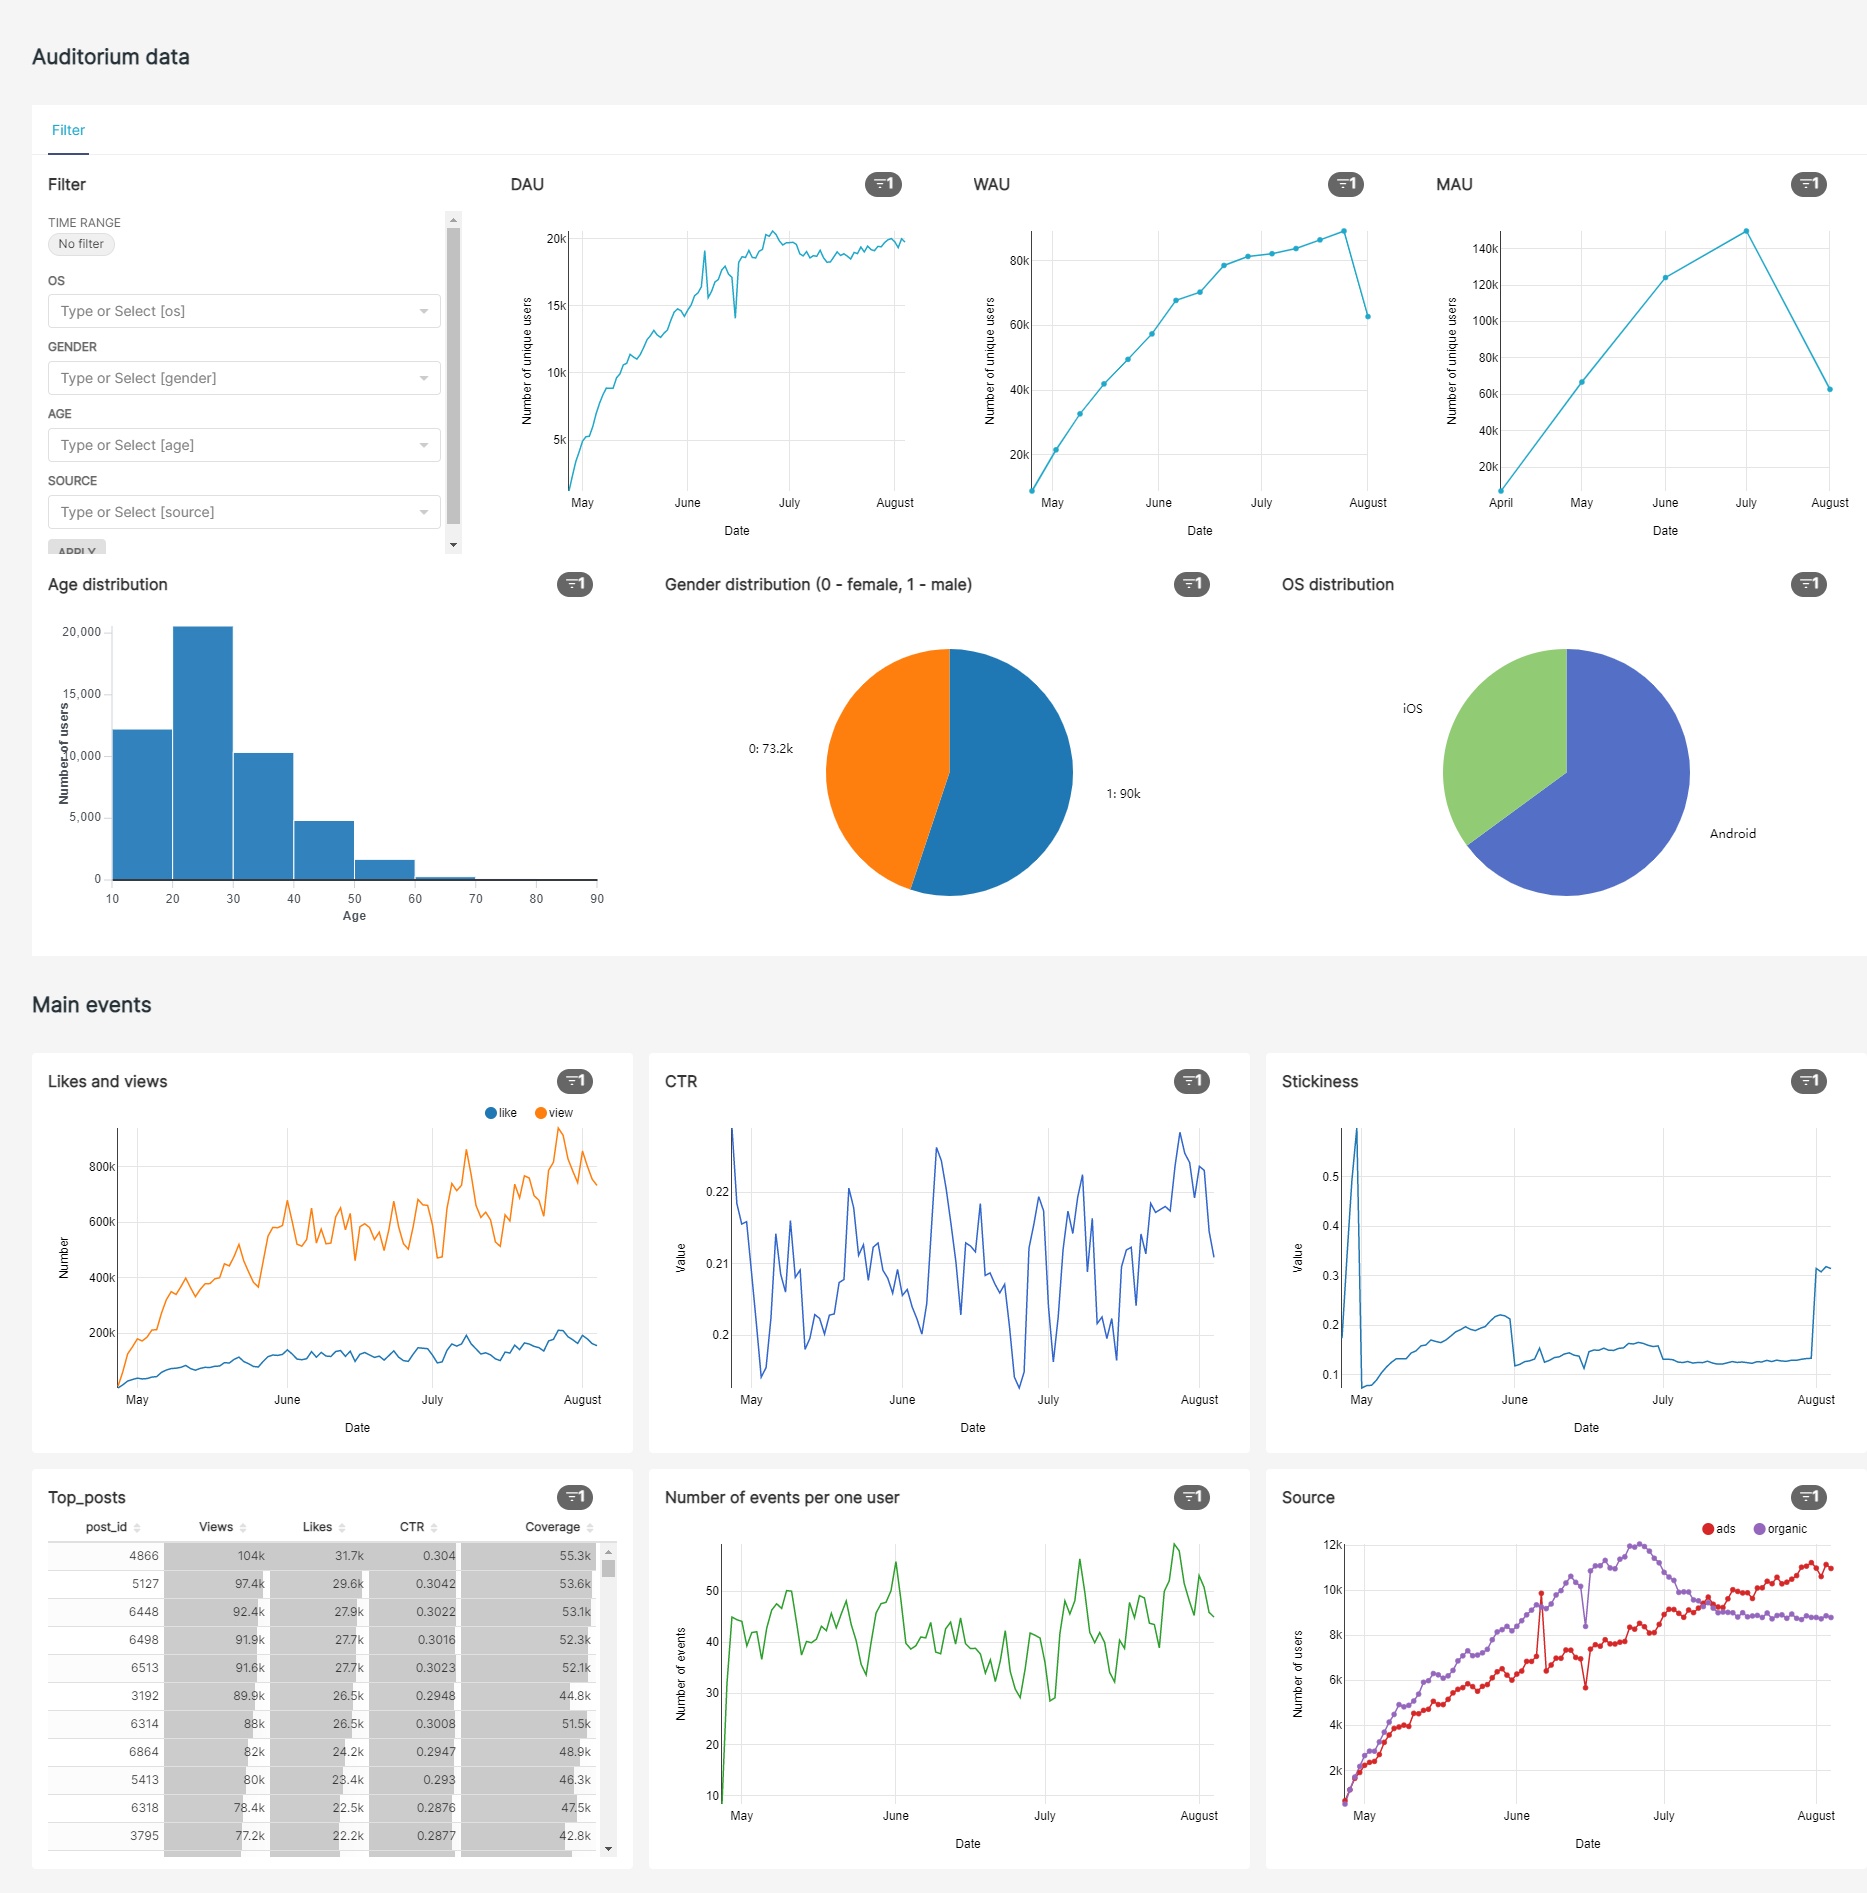 Auditorium data
Filter
Filter
TIME RANGE
No filter
OS
Type or Select [os]
GENDER
Type or Select [gender]
AGE
Type or Select [age]
SOURCE
Type or Select [source]
APPLY
DAU
1
Number of unique users
20k
15k
10k
5k
May June July August
Date
WAU
1
Number of unique users
80k
60k
40k
20k
May June July August
Date
MAU
1
Number of unique users
140k
120k
100k
80k
60k
40k
20k
April May June July August
Date
Age distribution
1
Number of users
20,000
15,000
10,000
5,000
0
10 20 30 40 50 60 70 80 90
Age
Gender distribution (0 - female, 1 - male)
1
0: 73.2k
1: 90k
OS distribution
1
iOS
Android
Main events
Likes and views
1
like view
Number
800k
600k
400k
200k
May June July August
Date
CTR
1
Value
0.22
0.21
0.2
May June July August
Date
Stickiness
1
Value
0.5
0.4
0.3
0.2
0.1
May June July August
Date
Top_posts
1
post_id Views Likes CTR Coverage
4866 104k 31.7k 0.304 55.3k
5127 97.4k 29.6k 0.3042 53.6k
6448 92.4k 27.9k 0.3022 53.1k
6498 91.9k 27.7k 0.3016 52.3k
6513 91.6k 27.7k 0.3023 52.1k
3192 89.9k 26.5k 0.2948 44.8k
6314 88k 26.5k 0.3008 51.5k
6864 82k 24.2k 0.2947 48.9k
5413 80k 23.4k 0.293 46.3k
6318 78.4k 22.5k 0.2876 47.5k
3795 77.2k 22.2k 0.2877 42.8k
Number of events per one user
1
Number of events
50
40
30
20
10
May June July August
Date
Source
1
ads organic
Number of users
12k
10k
8k
6k
4k
2k
May June July August
Date